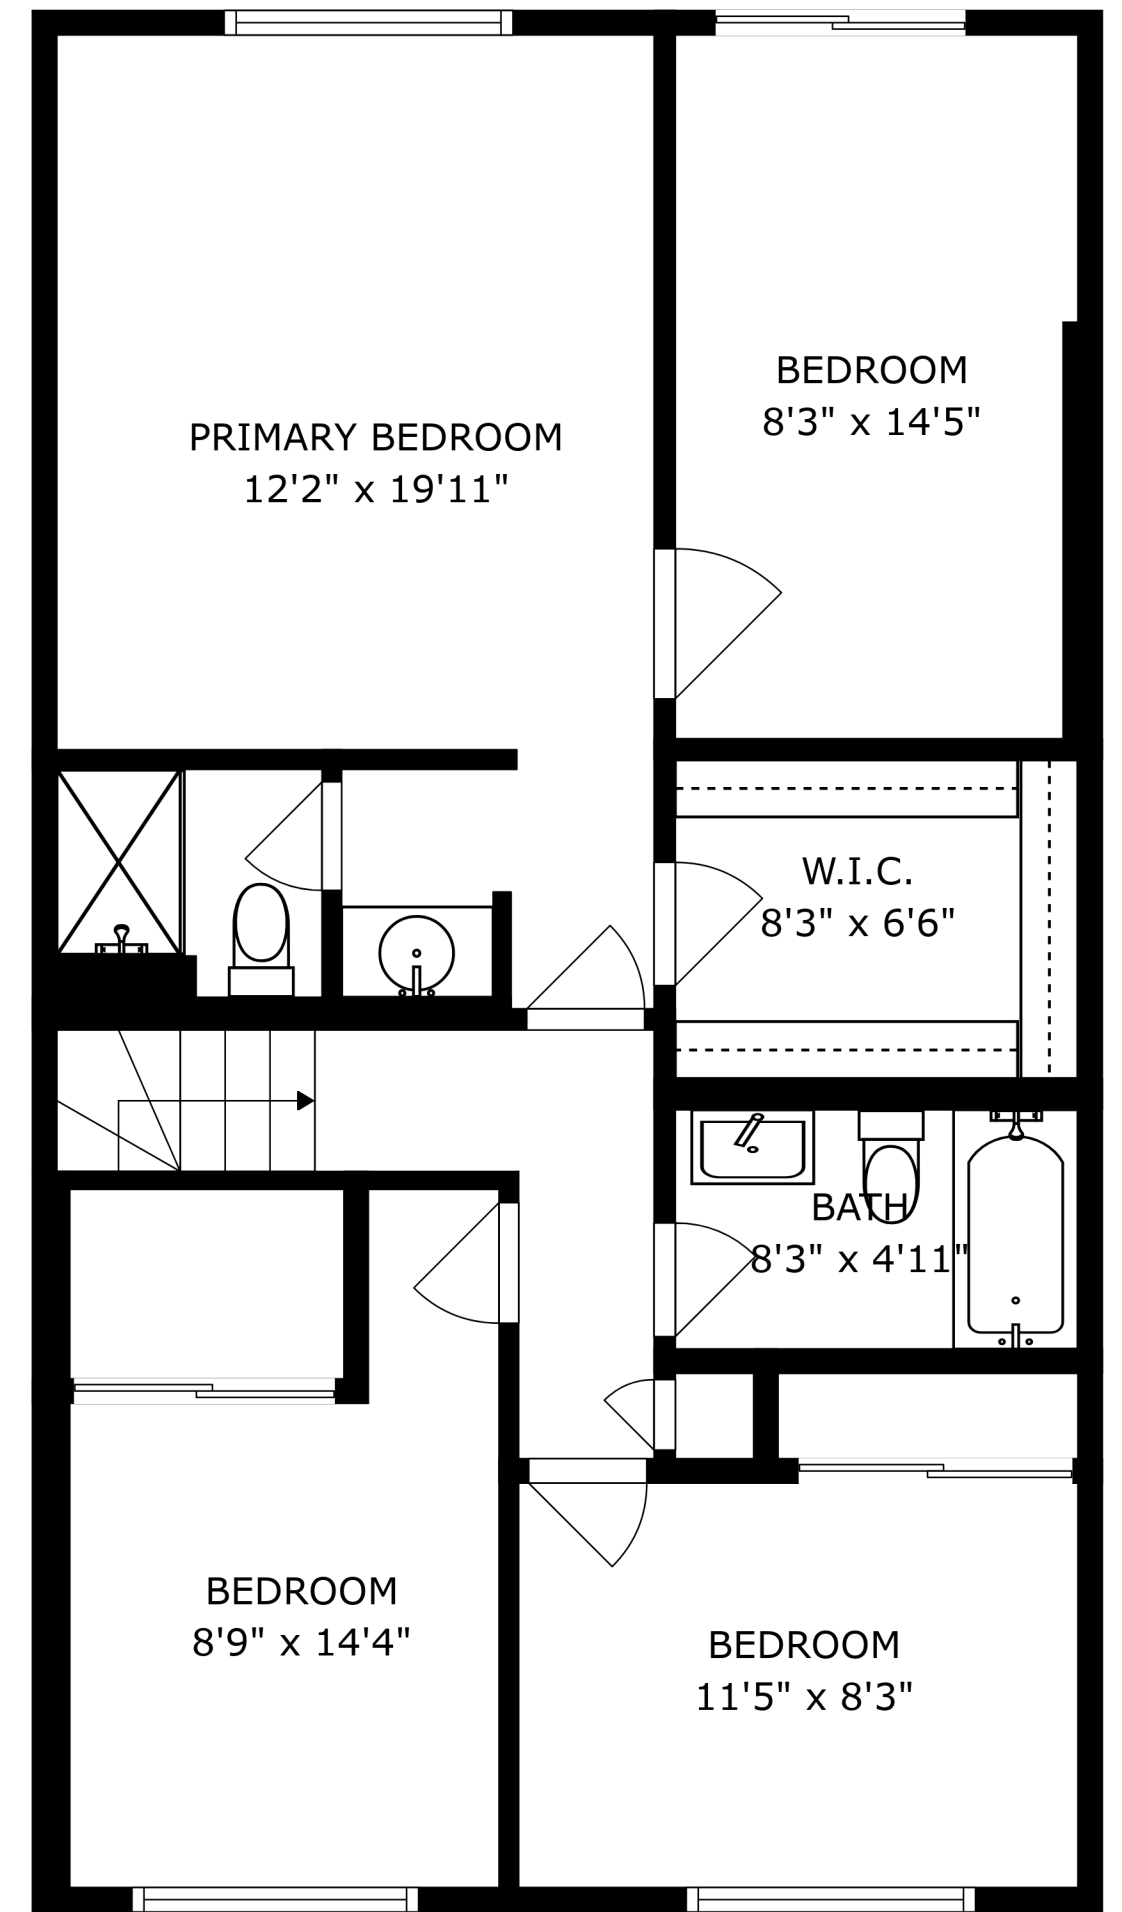 BEDROOM
8'3" x 14'5"
PRIMARY BEDROOM
12'2" x 19'11"
W.I.C.
8'3" x 6'6"
BATH
8'3" x 4'11"
BEDROOM
8'9" x 14'4"
BEDROOM
11'5" x 8'3"